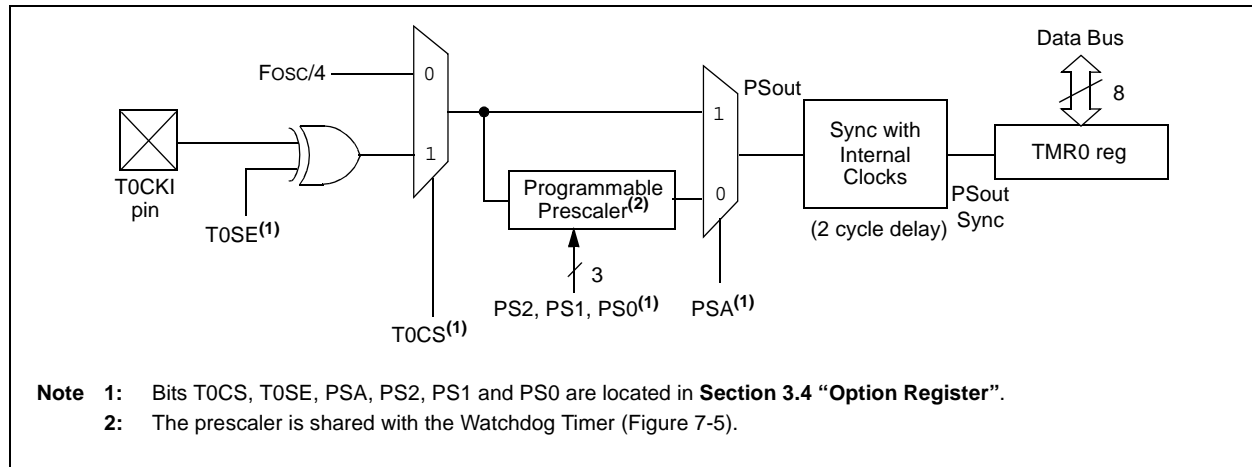 Data Bus
FOSC/4
0
PSout
8
1
Sync with
Internal
Clocks
TMR0 reg
1
T0CKI
pin
Programmable
Prescaler(2)
0
PSout
Sync
T0SE(1)
(2 cycle delay)
3
PS2, PS1, PS0(1)
PSA(1)
T0CS(1)
Note 1: Bits T0CS, T0SE, PSA, PS2, PS1 and PS0 are located in Section 3.4 “Option Register”.
2: The prescaler is shared with the Watchdog Timer (Figure 7-5).